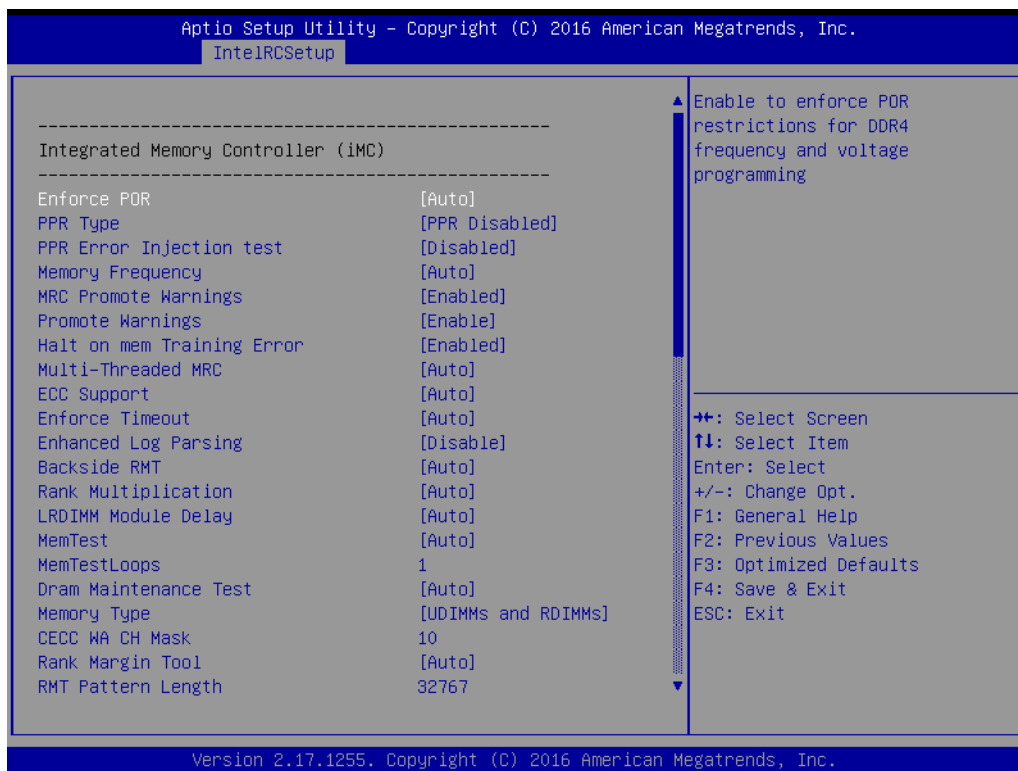 Aptio Setup Utility – Copyright (C) 2016 American Megatrends, Inc.
IntelRCSetup
--------------------------------------------------
Integrated Memory Controller (iMC)
--------------------------------------------------
Enforce POR [Auto]
PPR Type [PPR Disabled]
PPR Error Injection test [Disabled]
Memory Frequency [Auto]
MRC Promote Warnings [Enabled]
Promote Warnings [Enable]
Halt on mem Training Error [Enabled]
Multi-Threaded MRC [Auto]
ECC Support [Auto]
Enforce Timeout [Auto]
Enhanced Log Parsing [Disable]
Backside RMT [Auto]
Rank Multiplication [Auto]
LRDIMM Module Delay [Auto]
MemTest [Auto]
MemTestLoops 1
Dram Maintenance Test [Auto]
Memory Type [UDIMMs and RDIMMs]
CECC WA CH Mask 10
Rank Margin Tool [Auto]
RMT Pattern Length 32767
Enable to enforce POR
restrictions for DDR4
frequency and voltage
programming
→←: Select Screen
↑↓: Select Item
Enter: Select
+/-: Change Opt.
F1: General Help
F2: Previous Values
F3: Optimized Defaults
F4: Save & Exit
ESC: Exit
Version 2.17.1255. Copyright (C) 2016 American Megatrends, Inc.